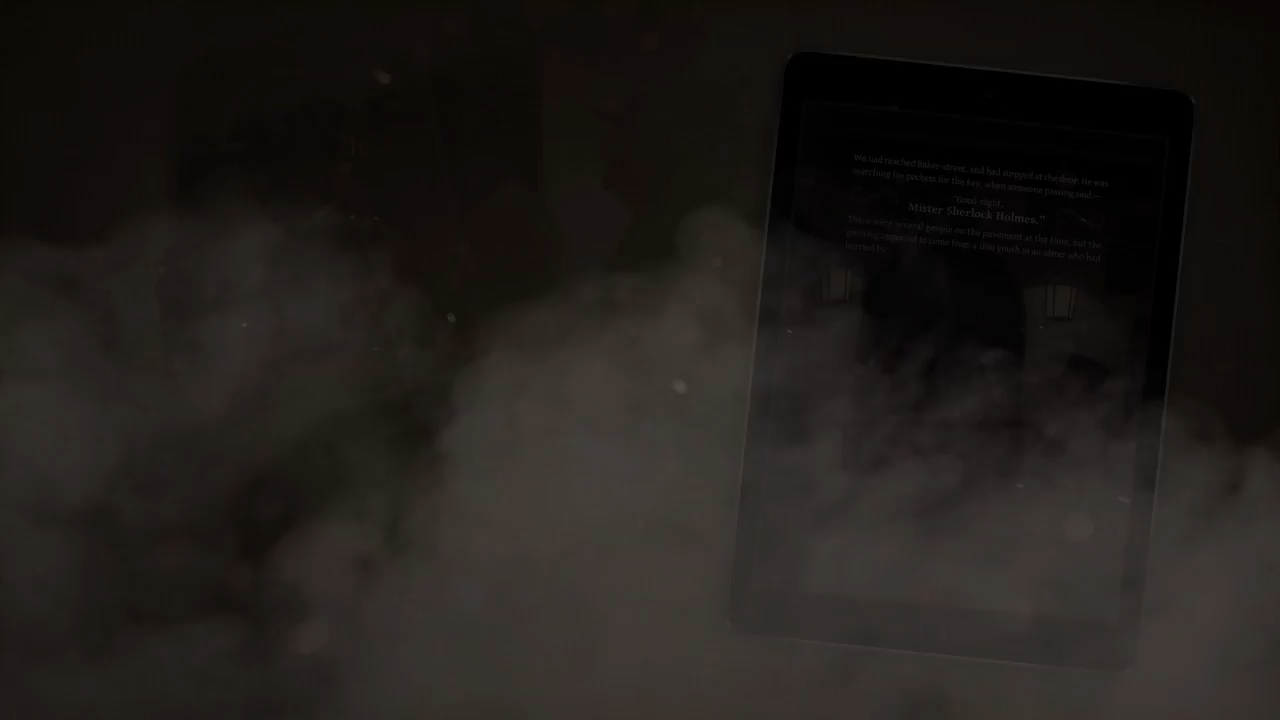 We had reached Baker-street, and had stopped at the door. He was
searching his pockets for the key, when someone passing said:—
"Good-night,
Mister Sherlock Holmes."
There were several people on the pavement at the time, but the
greeting appeared to come from a slim youth in an ulster who had
hurried by.